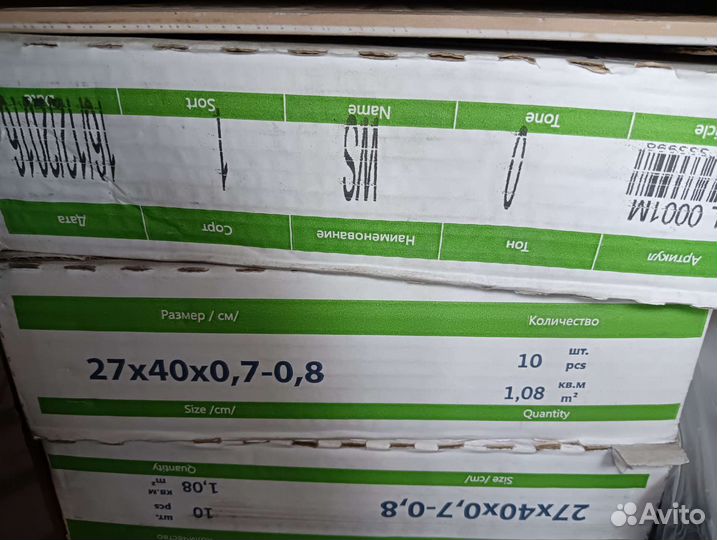 Дата Сорт Наименование Тон Артикул
1 SM 0 0001М
Sort Name Tone
Размер /см/ Количество
27x40x0,7-0,8
10 шт. pcs
1,08 кв.м m²
Size /cm/ Quantity
Size /cm/ Quantity
27x40x0,7-0,8
1,08 кв.м m²
10 шт. pcs
Avito